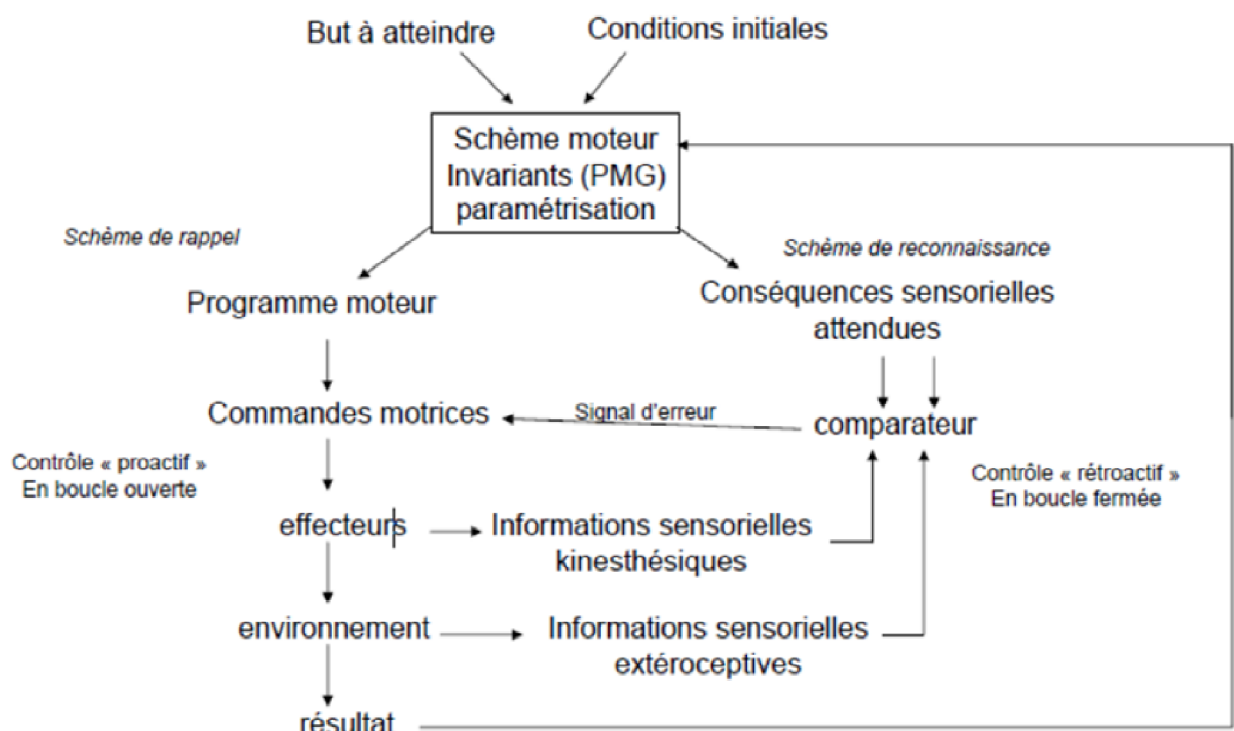 But à atteindre
Conditions initiales
Schème moteur
Invariants (PMG)
paramétrisation
Schème de rappel
Schème de reconnaissance
Programme moteur
Conséquences sensorielles
attendues
Commandes motrices
Signal d'erreur
comparateur
Contrôle « proactif »
En boucle ouverte
Contrôle « rétroactif »
En boucle fermée
effecteurs
Informations sensorielles
kinesthésiques
environnement
Informations sensorielles
extéroceptives
résultat